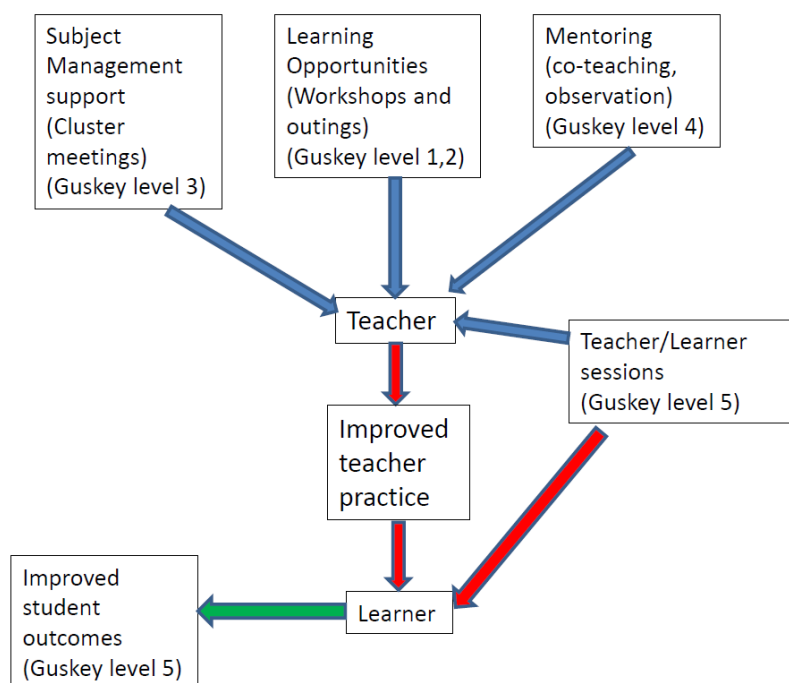 Subject
Management
support
(Cluster
meetings)
(Guskey level 3)
Learning
Opportunities
(Workshops and
outings)
(Guskey level 1,2)
Mentoring
(co-teaching,
observation)
(Guskey level 4)
Teacher
Teacher/Learner
sessions
(Guskey level 5)
Improved
teacher
practice
Learner
Improved
student
outcomes
(Guskey level 5)